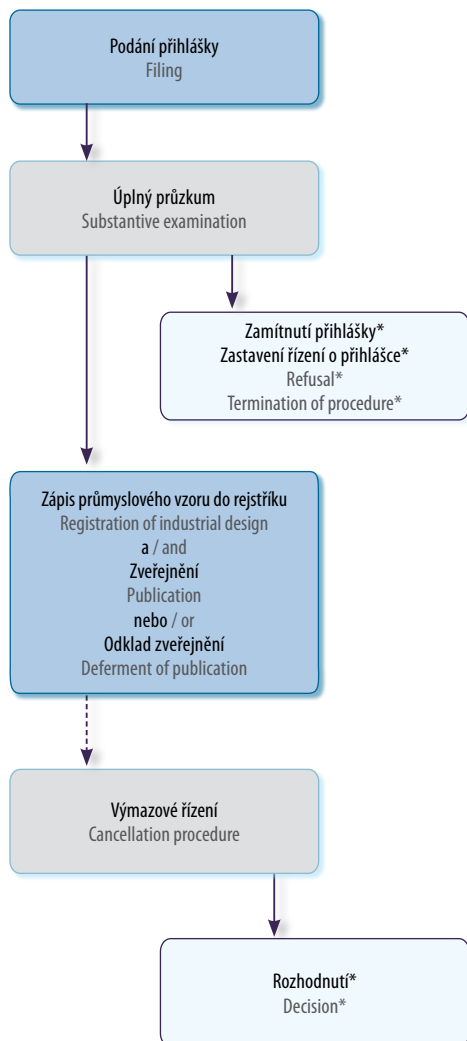 Podání přihlášky
Filing
Úplný průzkum
Substantive examination
Zamítnutí přihlášky*
Zastavení řízení o přihlášce*
Refusal*
Termination of procedure*
Zápis průmyslového vzoru do rejstříku
Registration of industrial design
a / and
Zveřejnění
Publication
nebo / or
Odklad zveřejnění
Deferment of publication
Výmazové řízení
Cancellation procedure
Rozhodnutí*
Decision*